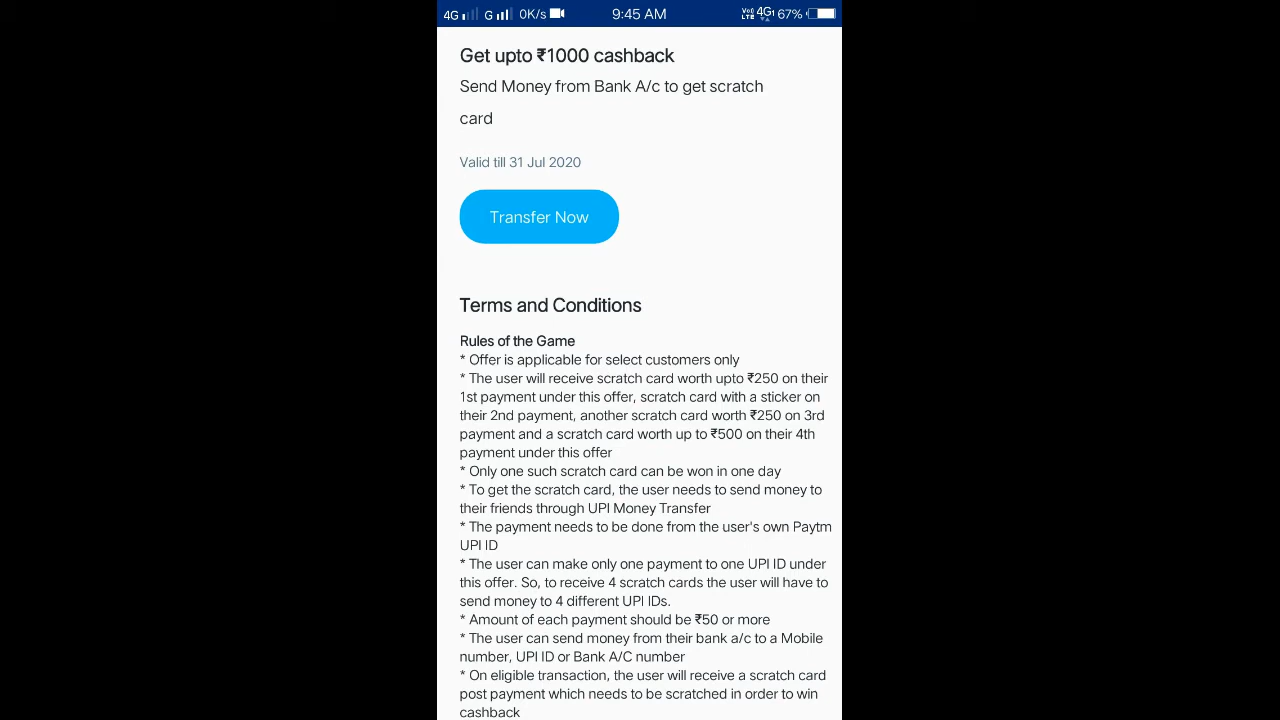 4G G 0K/s 9:45 AM VoD LTE 4G1 67%
Get upto ₹1000 cashback
Send Money from Bank A/c to get scratch
card
Valid till 31 Jul 2020
Transfer Now
Terms and Conditions
Rules of the Game
* Offer is applicable for select customers only
* The user will receive scratch card worth upto ₹250 on their
1st payment under this offer, scratch card with a sticker on
their 2nd payment, another scratch card worth ₹250 on 3rd
payment and a scratch card worth up to ₹500 on their 4th
payment under this offer
* Only one such scratch card can be won in one day
* To get the scratch card, the user needs to send money to
their friends through UPI Money Transfer
* The payment needs to be done from the user's own Paytm
UPI ID
* The user can make only one payment to one UPI ID under
this offer. So, to receive 4 scratch cards the user will have to
send money to 4 different UPI IDs.
* Amount of each payment should be ₹50 or more
* The user can send money from their bank a/c to a Mobile
number, UPI ID or Bank A/C number
* On eligible transaction, the user will receive a scratch card
post payment which needs to be scratched in order to win
cashback